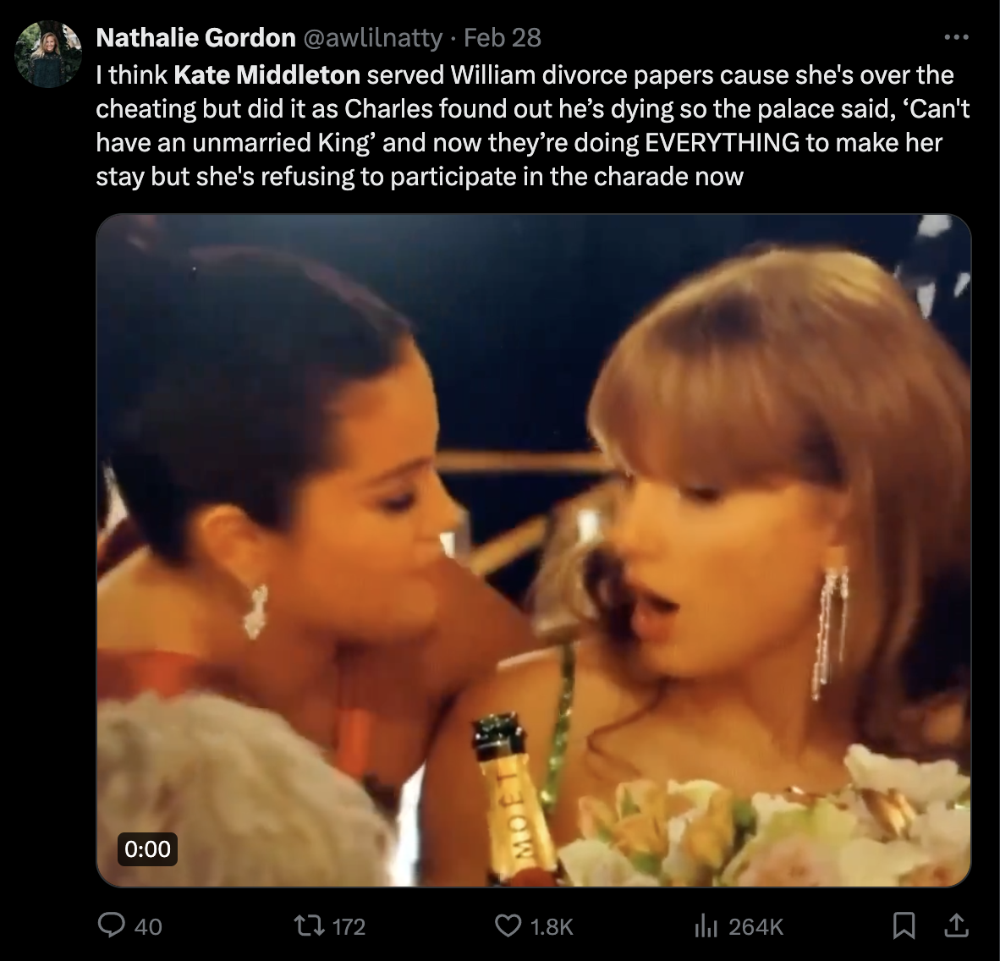 Nathalie Gordon @awlilnatty · Feb 28
I think Kate Middleton served William divorce papers cause she's over the
cheating but did it as Charles found out he’s dying so the palace said, ‘Can't
have an unmarried King’ and now they’re doing EVERYTHING to make her
stay but she's refusing to participate in the charade now
MOËT
0:00
40 172 1.8K 264K